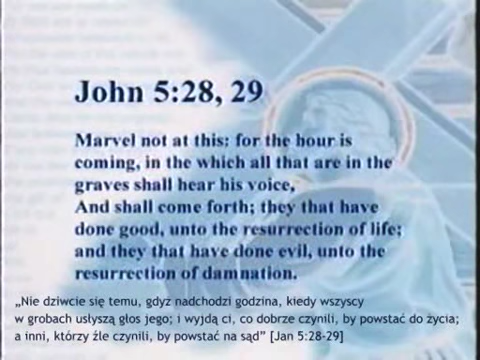 John 5:28, 29
Marvel not at this: for the hour is
coming, in the which all that are in the
graves shall hear his voice,
And shall come forth; they that have
done good, unto the resurrection of life;
and they that have done evil, unto the
resurrection of damnation.
„Nie dziwcie się temu, gdyz nadchodzi godzina, kiedy wszyscy
w grobach usłyszą głos jego; i wyjdą ci, co dobrze czynili, by powstać do życia;
a inni, którzy źle czynili, by powstać na sąd” [Jan 5:28-29]